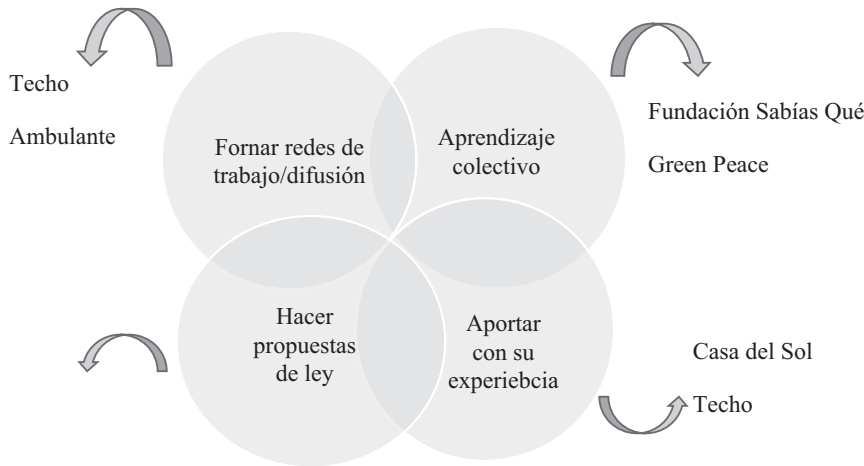 Techo
Ambulante
Fornar redes de
trabajo/difusión
Aprendizaje
colectivo
Fundación Sabías Qué
Green Peace
Hacer
propuestas
de ley
Aportar
con su
experiebcia
Casa del Sol
Techo